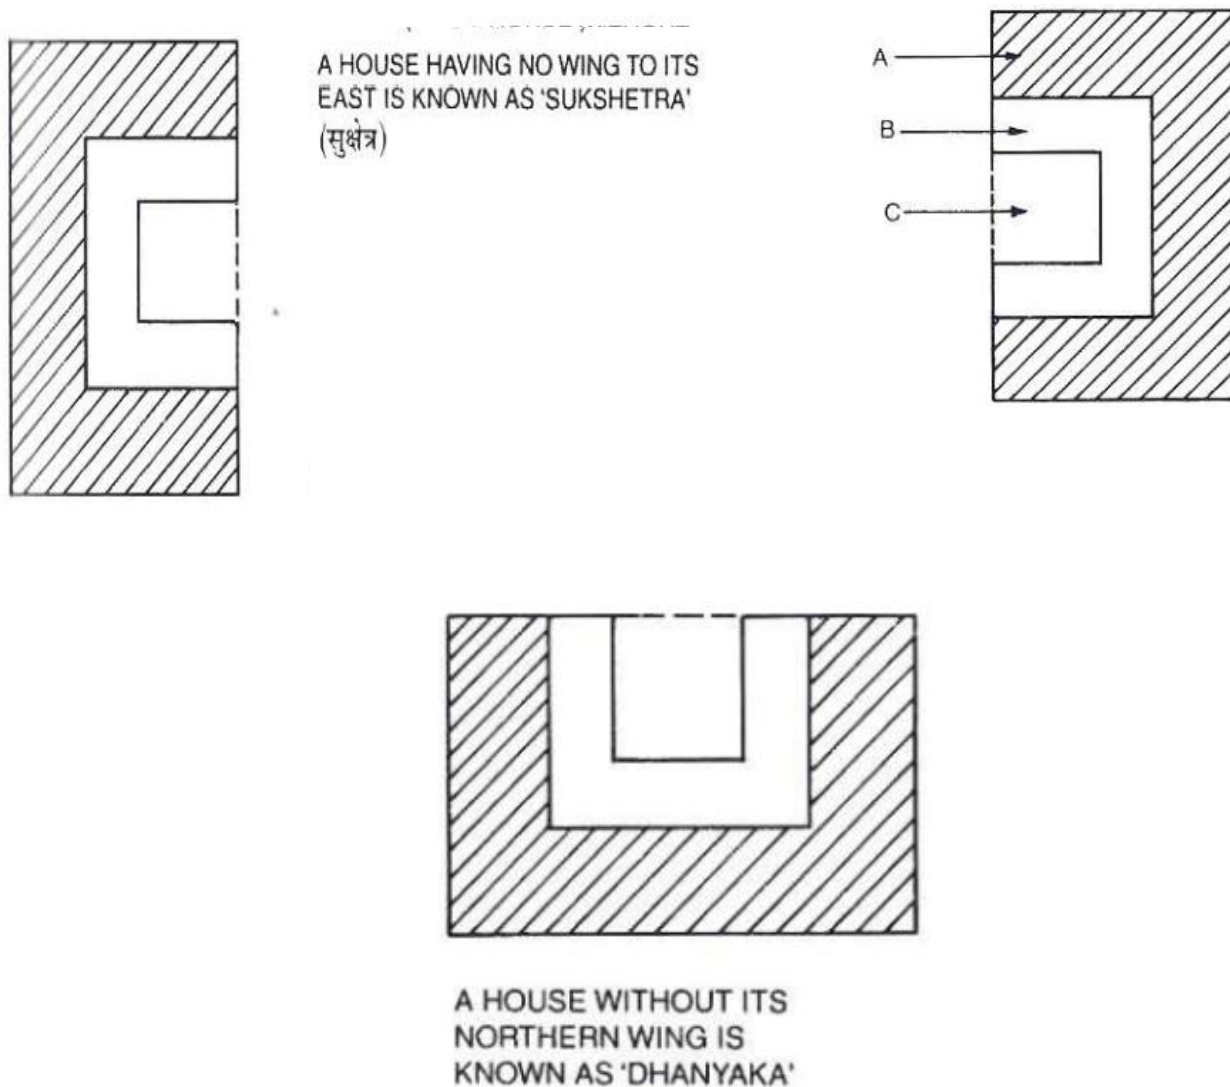 A HOUSE HAVING NO WING TO ITS
EAST IS KNOWN AS 'SUKSHETRA'
(सुक्षेत्र)
A
B
C
A HOUSE WITHOUT ITS
NORTHERN WING IS
KNOWN AS 'DHANYAKA'